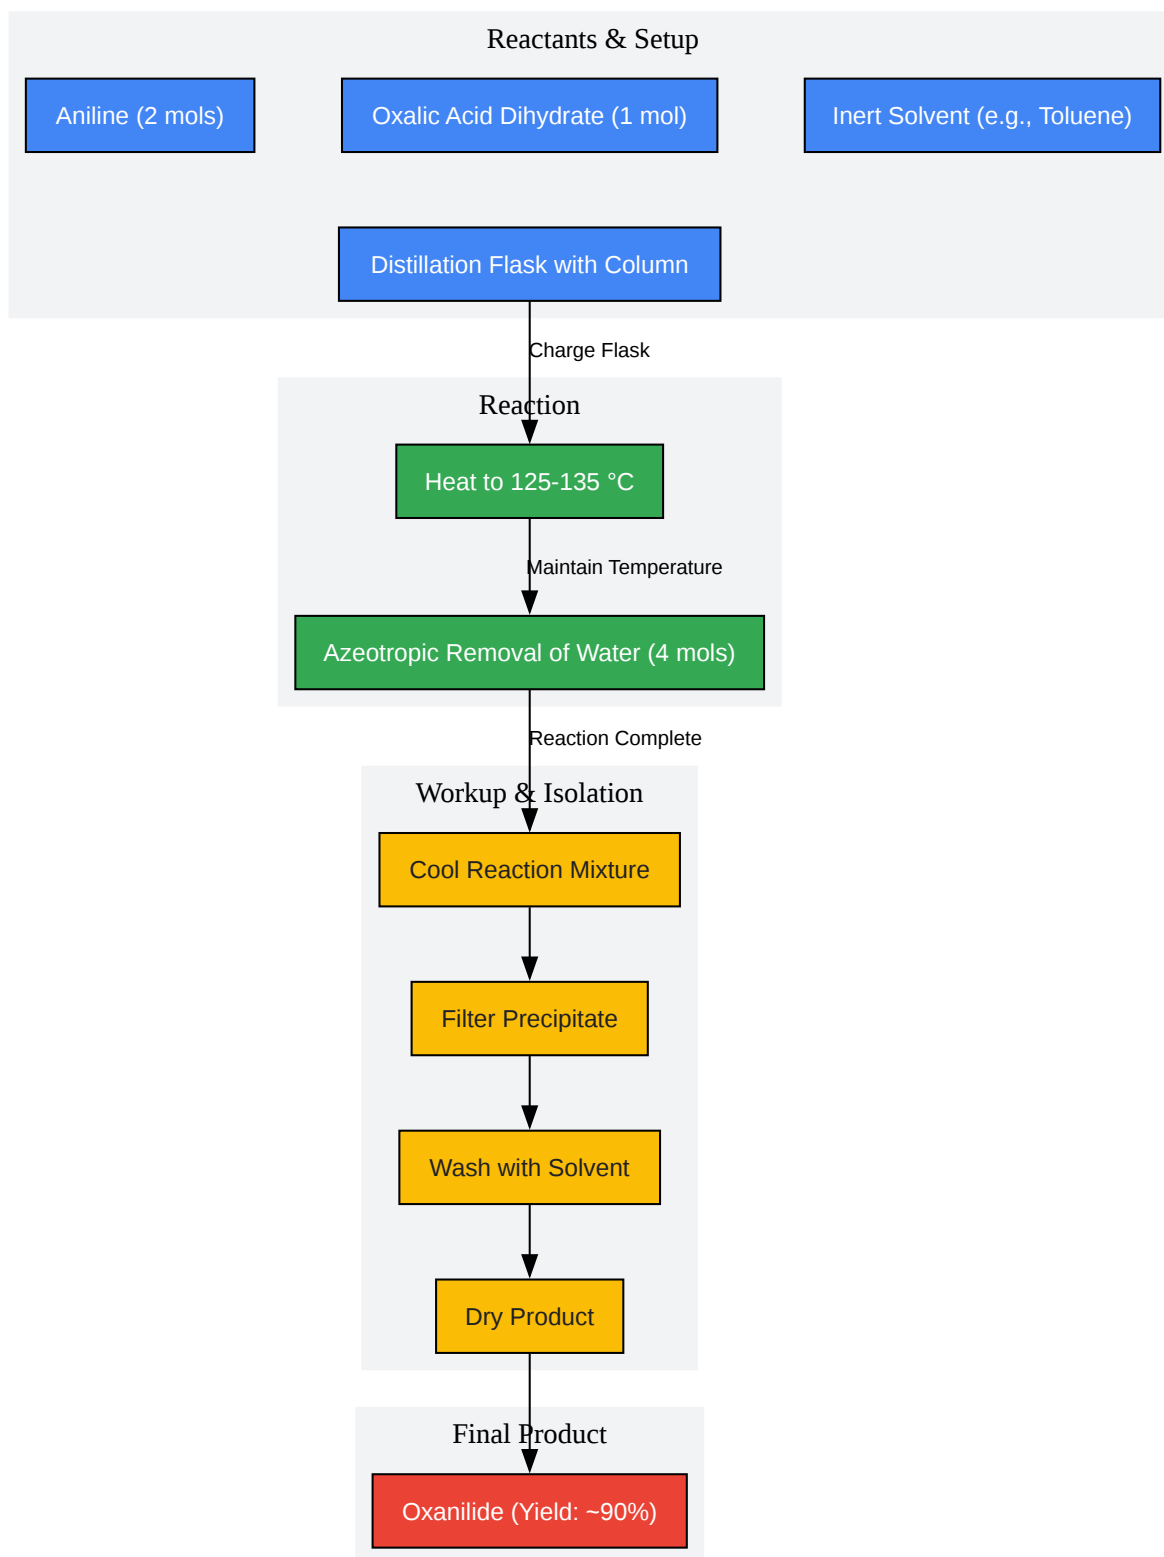 Reactants & Setup
Aniline (2 mols)
Oxalic Acid Dihydrate (1 mol)
Inert Solvent (e.g., Toluene)
Distillation Flask with Column
Charge Flask
Reaction
Heat to 125-135 °C
Maintain Temperature
Azeotropic Removal of Water (4 mols)
Reaction Complete
Workup & Isolation
Cool Reaction Mixture
Filter Precipitate
Wash with Solvent
Dry Product
Final Product
Oxanilide (Yield: ~90%)